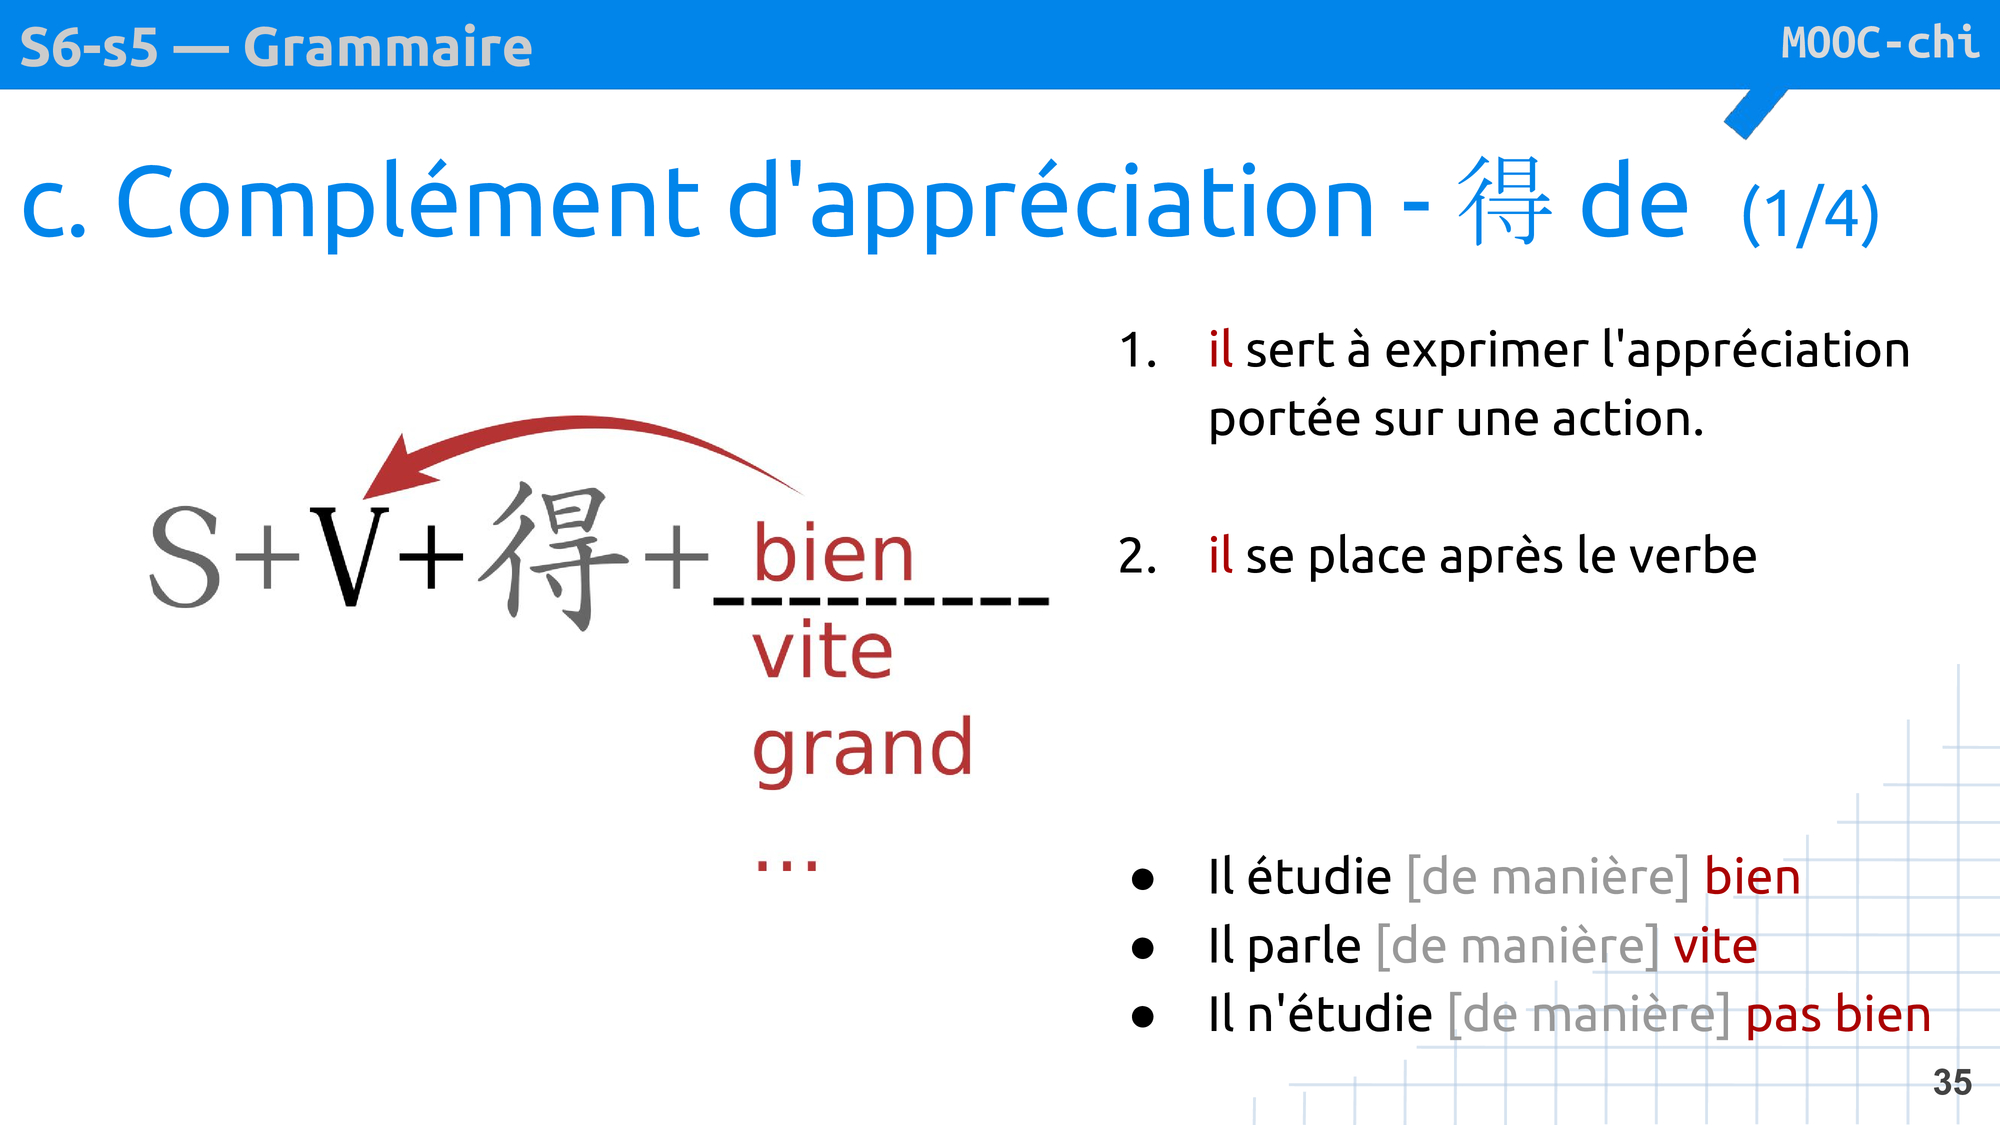 S6-s5 — Grammaire
MOOC-chi
c. Complément d'appréciation - 得 de (1/4)
S+V+得+
bien
vite
grand
...
1. il sert à exprimer l'appréciation
portée sur une action.
2. il se place après le verbe
● Il étudie [de manière] bien
● Il parle [de manière] vite
● Il n'étudie [de manière] pas bien
35